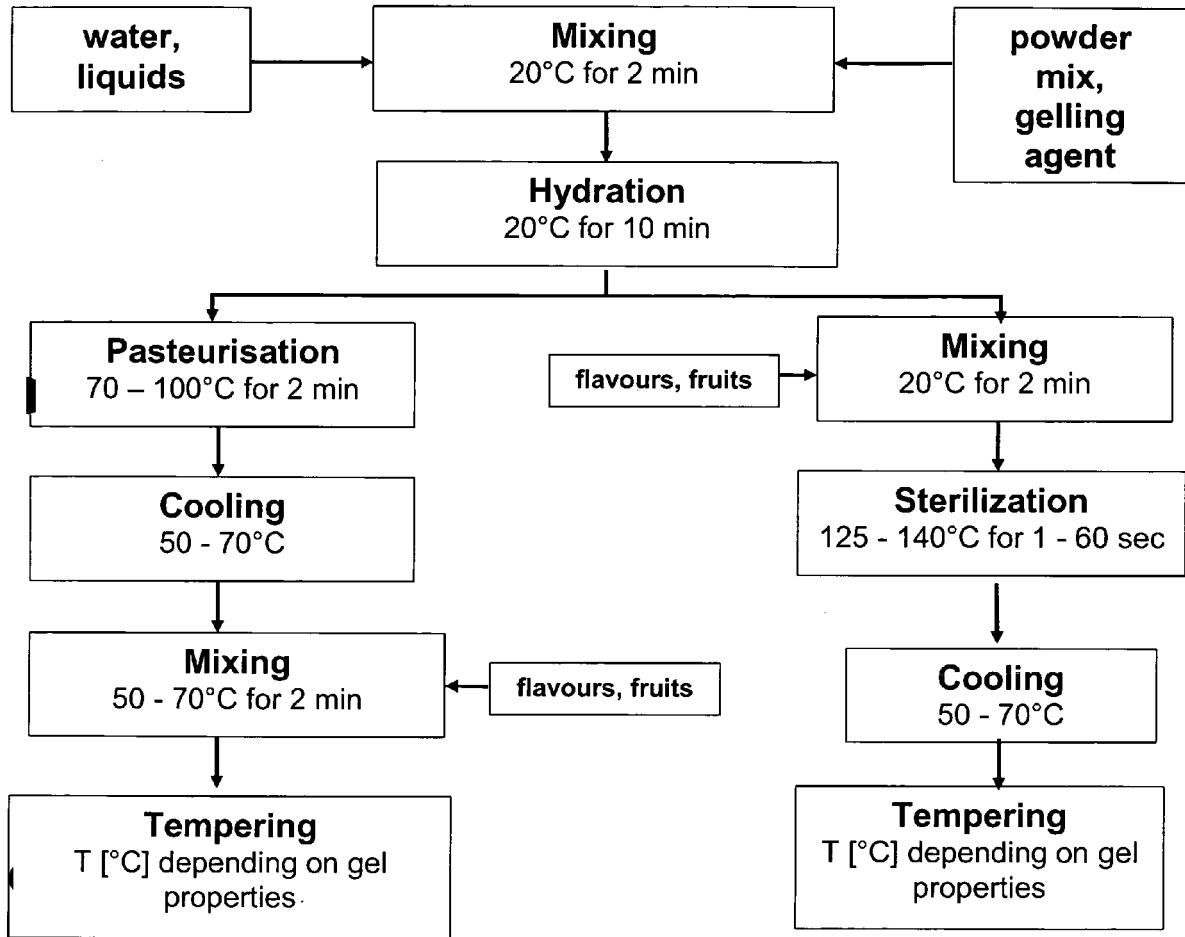 water,
liquids
Mixing
20°C for 2 min
powder
mix,
gelling
agent
Hydration
20°C for 10 min
Pasteurisation
70 – 100°C for 2 min
flavours, fruits
Mixing
20°C for 2 min
Cooling
50 - 70°C
Sterilization
125 - 140°C for 1 - 60 sec
Mixing
50 - 70°C for 2 min
flavours, fruits
Cooling
50 - 70°C
Tempering
T [°C] depending on gel
properties
Tempering
T [°C] depending on gel
properties